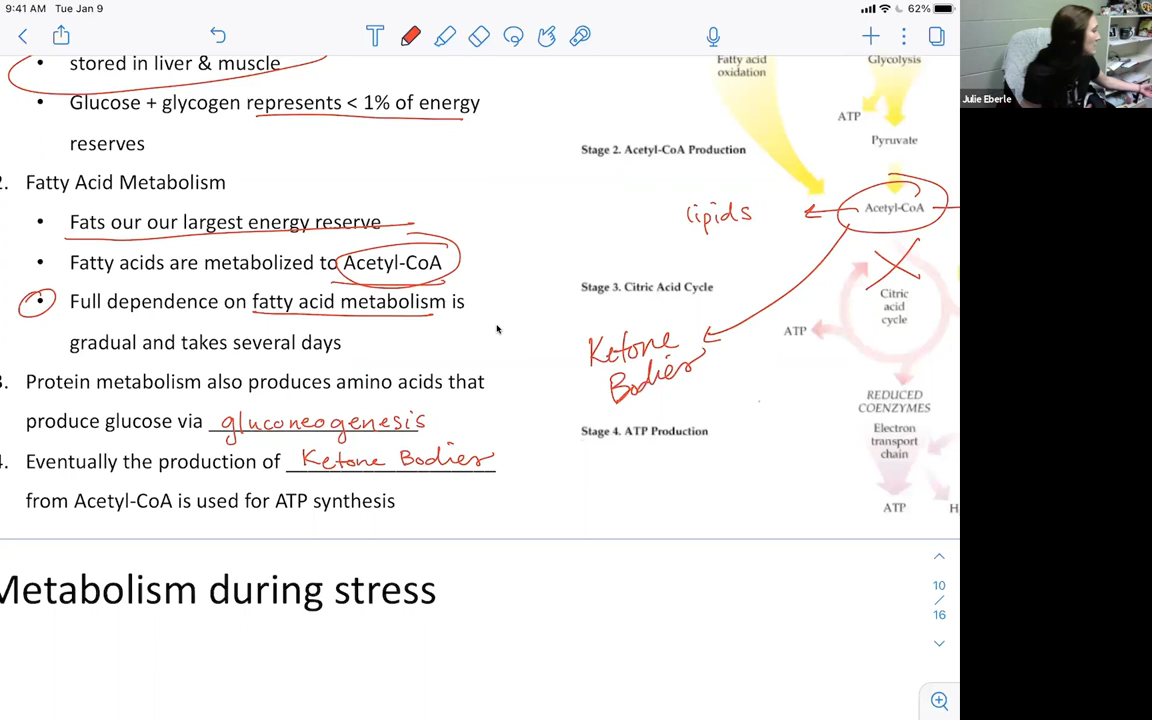 9:41 AM Tue Jan 9
62%
Julie Eberle
• stored in liver & muscle
• Glucose + glycogen represents < 1% of energy
reserves
Fatty Acid Metabolism
• Fats our our largest energy reserve
• Fatty acids are metabolized to Acetyl-CoA
• Full dependence on fatty acid metabolism is
gradual and takes several days
Protein metabolism also produces amino acids that
produce glucose via gluconeogenesis
Eventually the production of Ketone Bodies
from Acetyl-CoA is used for ATP synthesis
Fatty acid
oxidation
Glycolysis
ATP
Pyruvate
Stage 2. Acetyl-CoA Production
lipids
Acetyl-CoA
Stage 3. Citric Acid Cycle
Citric
acid
cycle
ATP
Ketone
Bodies
REDUCED
COENZYMES
Stage 4. ATP Production
Electron
transport
chain
ATP
H
Metabolism during stress
10
/
16